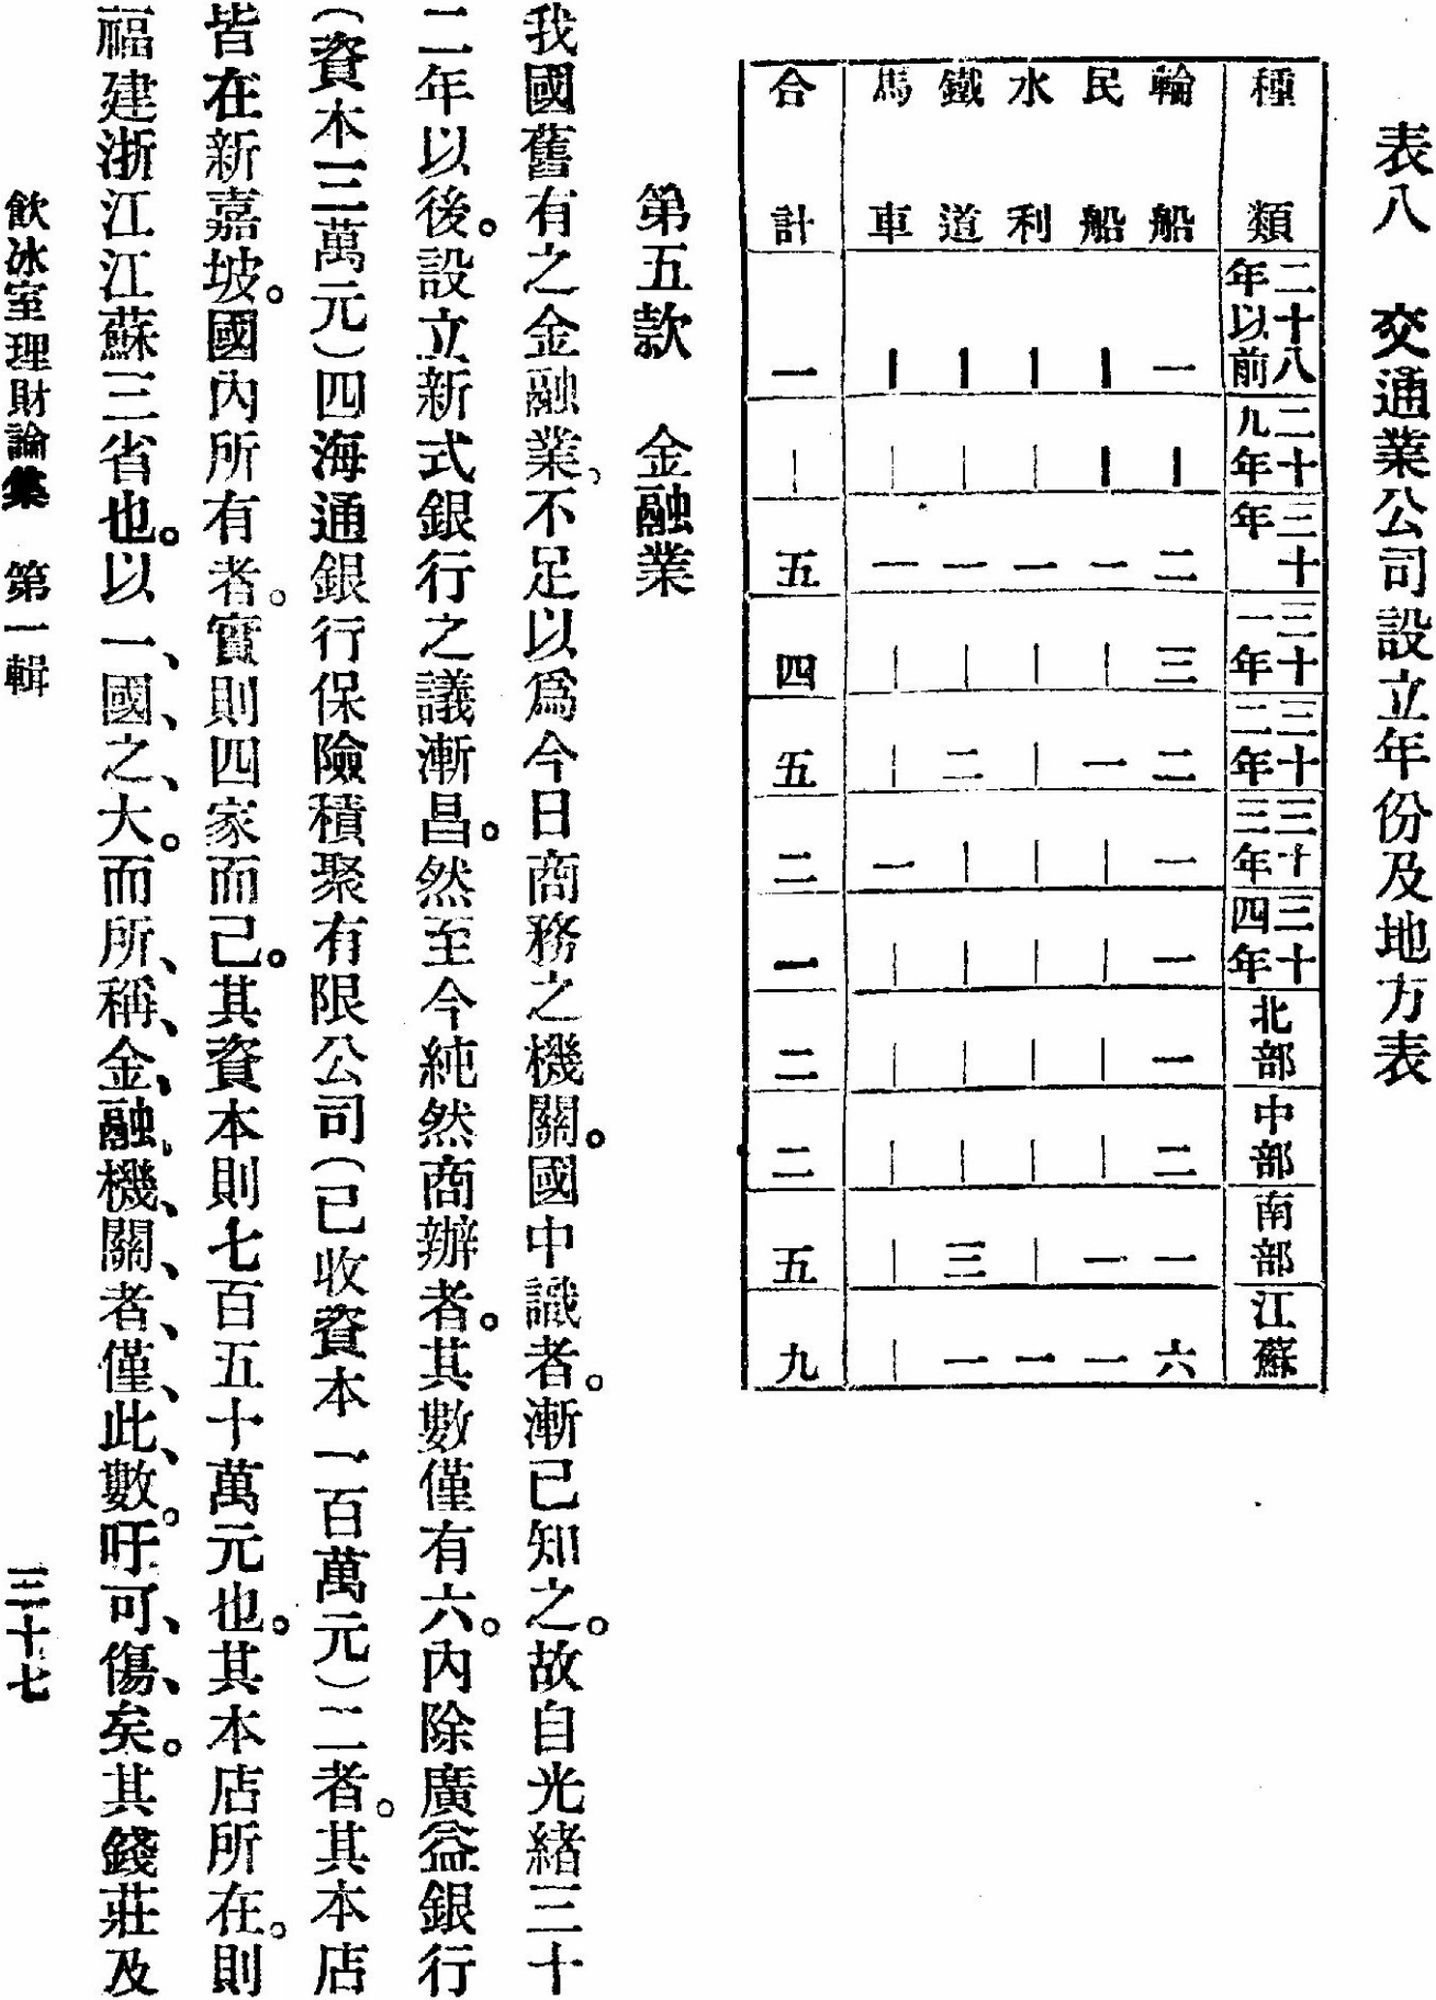 表八　交通業公司設立年份及地方表
種類 二十八年以前 二十九年 三十年 三十一年 三十二年 三十三年 三十四年 北部 中部 南部 江蘇
輪船 一 ｜ 二 三 二 一 一 一 二 一 六
民船 ｜ ｜ 一 ｜ 一 ｜ ｜ ｜ ｜ 一 一
水利 ｜ ｜ 一 ｜ ｜ ｜ ｜ ｜ ｜ ｜ 一
鐵道 ｜ ｜ 一 ｜ 二 ｜ ｜ ｜ ｜ 三 一
馬車 ｜ ｜ 一 ｜ ｜ 一 ｜ ｜ ｜ ｜ ｜
合計 一 ｜ 五 四 五 二 一 二 二 五 九
第五款　金融業
我國舊有之金融業、不足以爲今日商務之機關。國中識者。漸已知之。故自光緒三十
二年以後。設立新式銀行之議漸昌。然至今純然商辦者。其數僅有六。內除廣益銀行
(資本三萬元)四海通銀行保險積聚有限公司(已收資本一百萬元)二者。其本店
皆在新嘉坡。國內所有者。實則四家而已。其資本則七百五十萬元也。其本店所在。則
福建浙江江蘇三省也。以一、國、之、大。而所、稱、金、融、機、關、者、僅、此、數。吁可、傷、矣。其錢莊及
飲冰室理財論集　第一輯　三十七